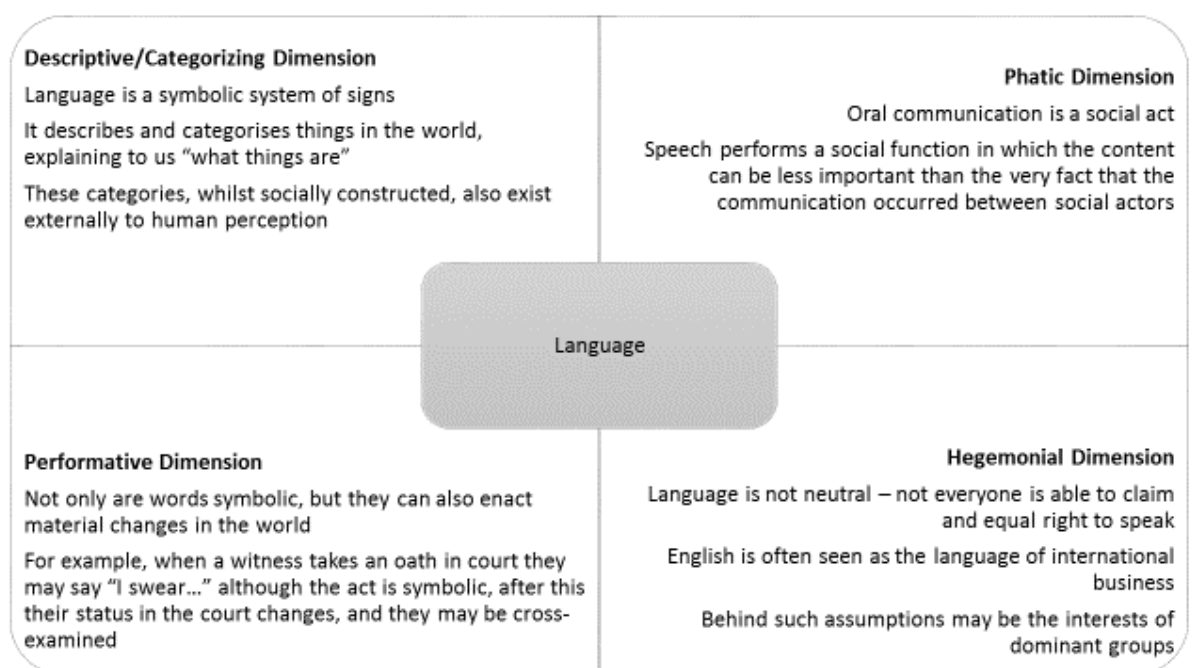 Descriptive/Categorizing Dimension
Language is a symbolic system of signs
It describes and categorises things in the world,
explaining to us “what things are”
These categories, whilst socially constructed, also exist
externally to human perception
Phatic Dimension
Oral communication is a social act
Speech performs a social function in which the content
can be less important than the very fact that the
communication occurred between social actors
Language
Performative Dimension
Not only are words symbolic, but they can also enact
material changes in the world
For example, when a witness takes an oath in court they
may say “I swear…” although the act is symbolic, after this
their status in the court changes, and they may be cross-
examined
Hegemonial Dimension
Language is not neutral – not everyone is able to claim
and equal right to speak
English is often seen as the language of international
business
Behind such assumptions may be the interests of
dominant groups